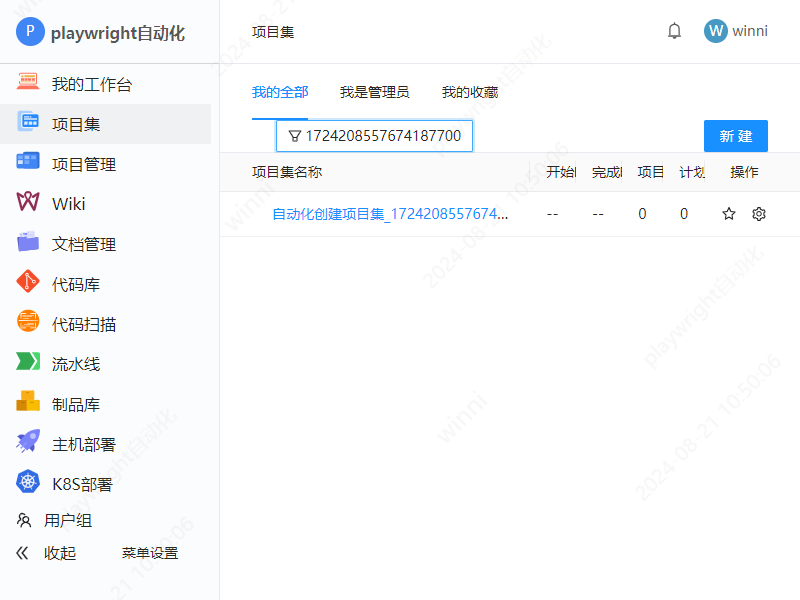 P playwright自动化
项目集
W winni
我的工作台
项目集
项目管理
Wiki
文档管理
代码库
代码扫描
流水线
制品库
主机部署
K8S部署
用户组
收起 菜单设置
我的全部 我是管理员 我的收藏
1724208557674187700
新 建
项目集名称 开始 完成 项目 计划 操作
自动化创建项目集_1724208557674... -- -- 0 0
winni
2024-08-21 10:50:06
playwright自动化
winni
2024-08-21 10:50:06